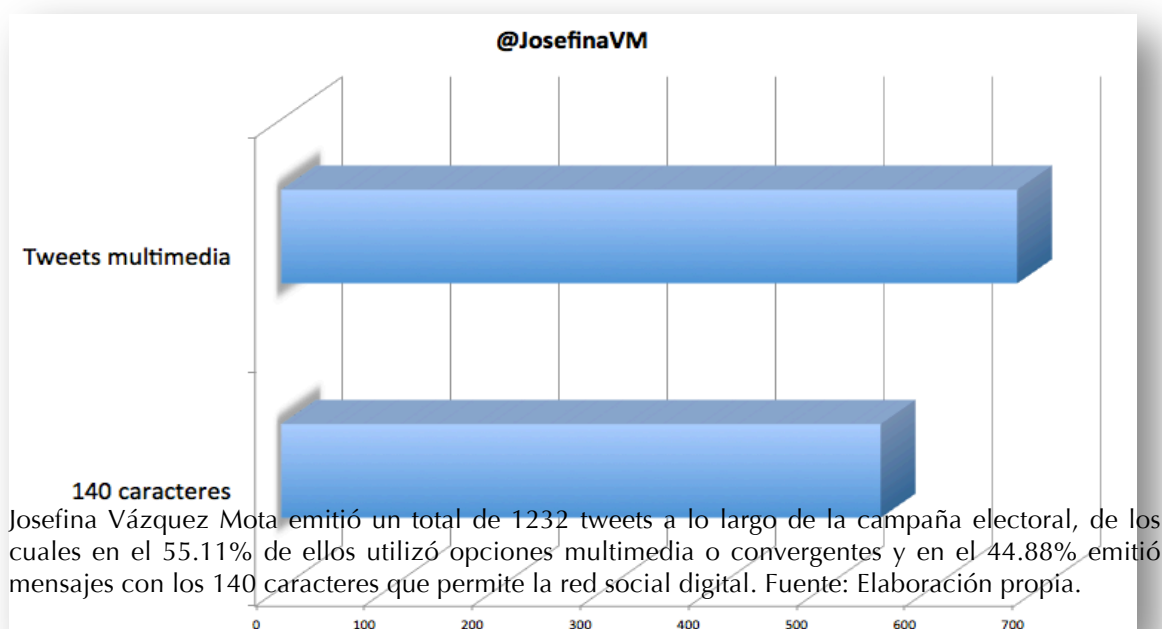 @JosefinaVM
Tweets multimedia
140 caracteres
Josefina Vázquez Mota emitió un total de 1232 tweets a lo largo de la campaña electoral, de los
cuales en el 55.11% de ellos utilizó opciones multimedia o convergentes y en el 44.88% emitió
mensajes con los 140 caracteres que permite la red social digital. Fuente: Elaboración propia.
0 100 200 300 400 500 600 700